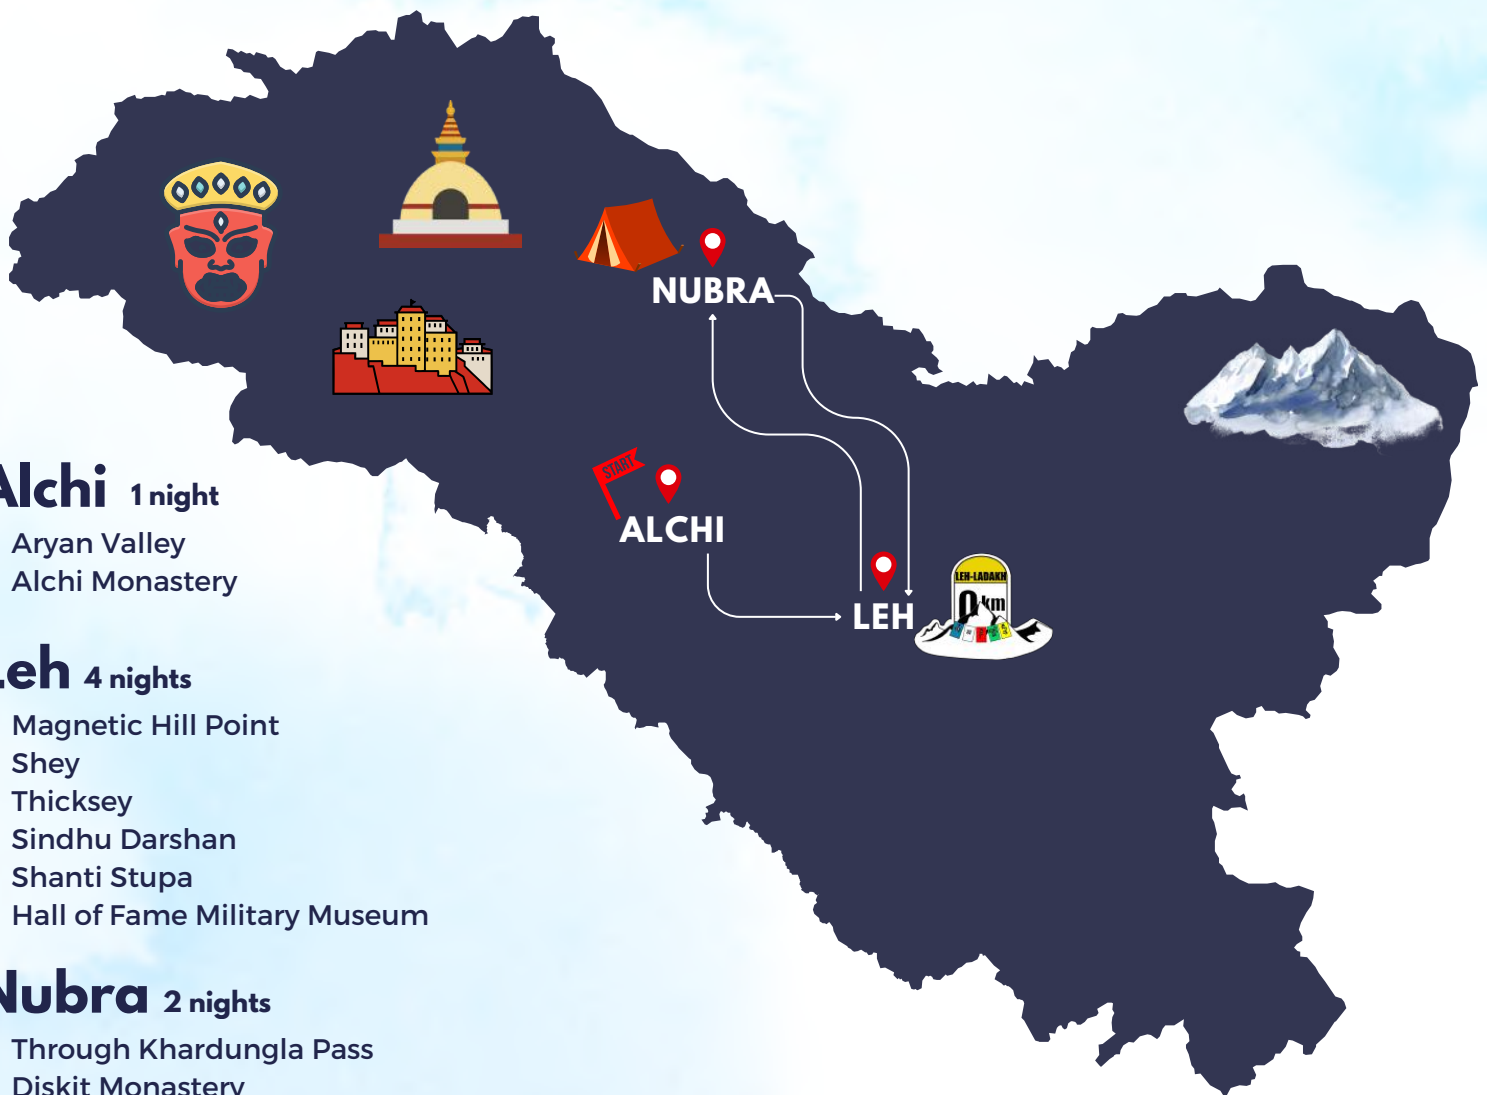 NUBRA
START
ALCHI
LEH
LEH-LADAKH
0 km
Alchi 1 night
Aryan Valley
Alchi Monastery
Leh 4 nights
Magnetic Hill Point
Shey
Thicksey
Sindhu Darshan
Shanti Stupa
Hall of Fame Military Museum
Nubra 2 nights
Through Khardungla Pass
Diskit Monastery